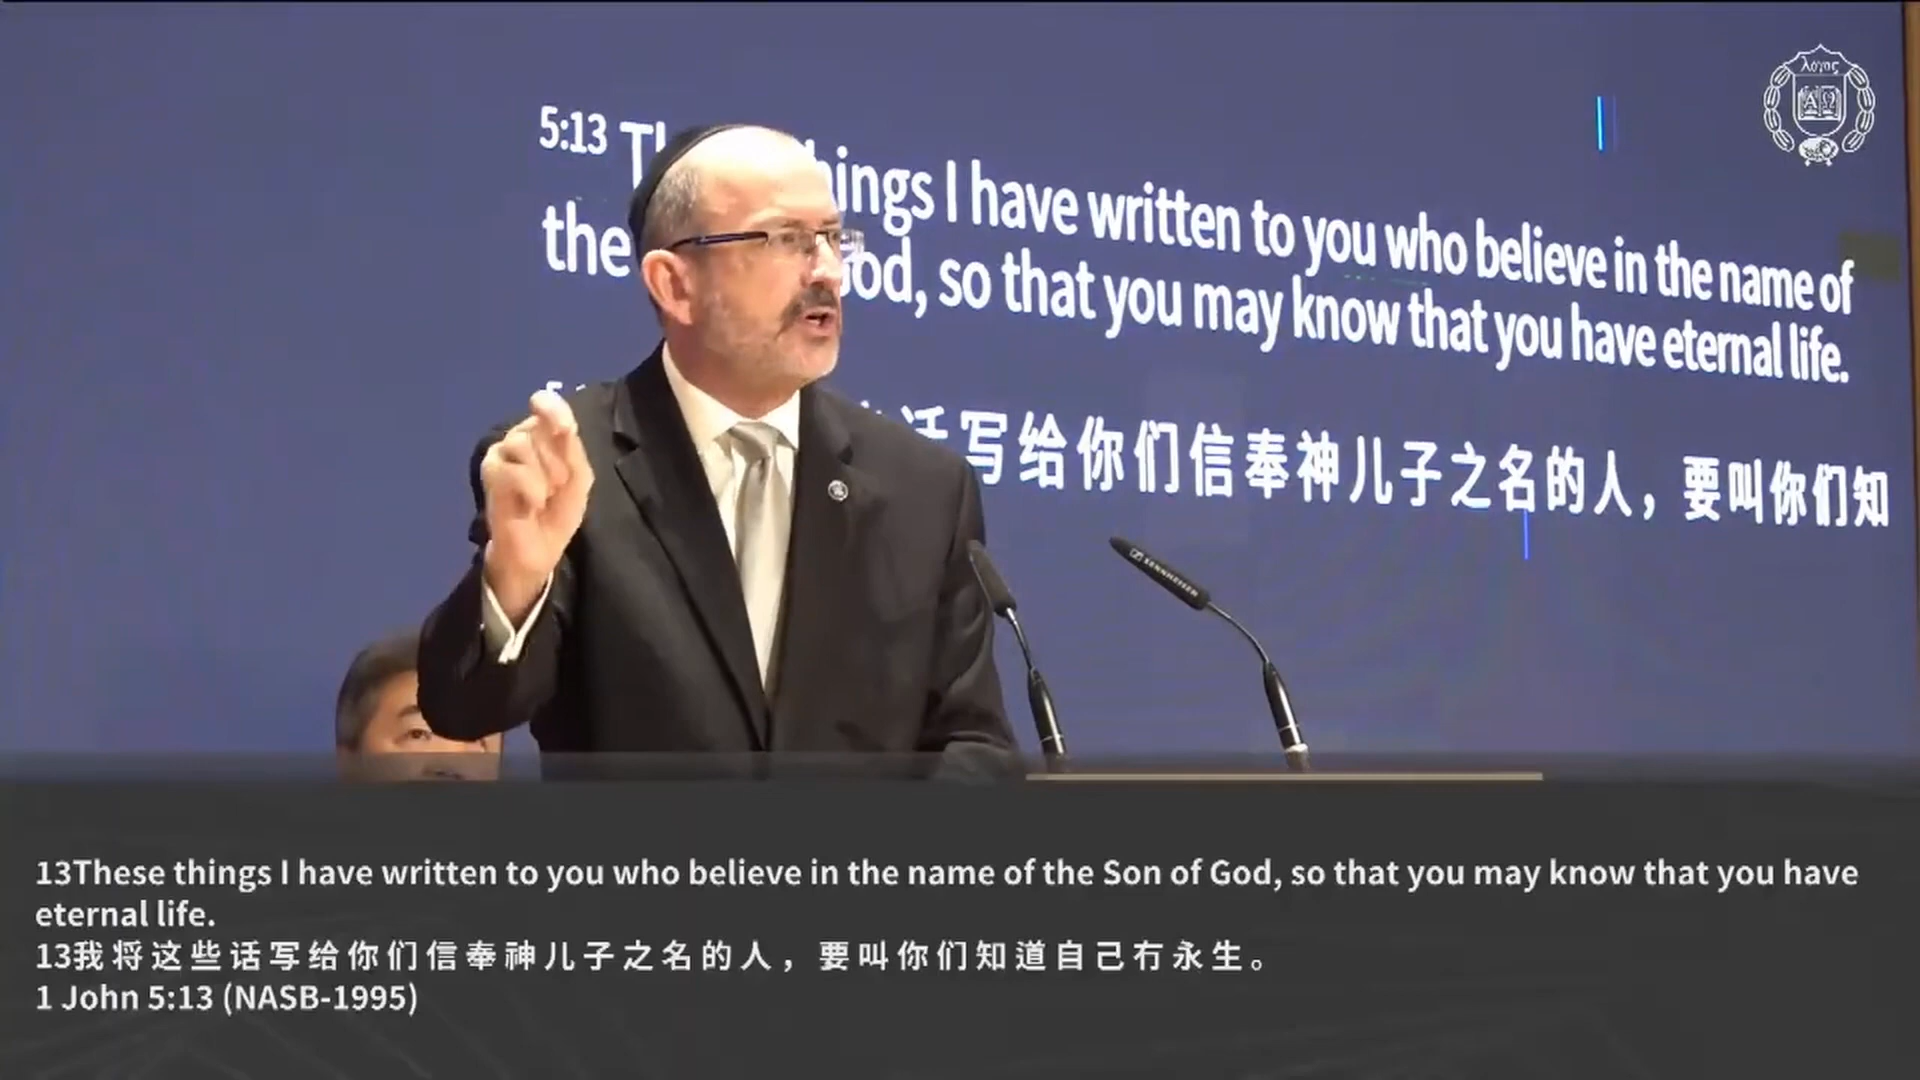 λογος
Α Ω
5:13 Th hings I have written to you who believe in the name of
the God, so that you may know that you have eternal life.
话写给你们信奉神儿子之名的人，要叫你们知
SENNHEISER
13These things I have written to you who believe in the name of the Son of God, so that you may know that you have
eternal life.
13我将这些话写给你们信奉神儿子之名的人，要叫你们知道自己冇永生。
1 John 5:13 (NASB-1995)